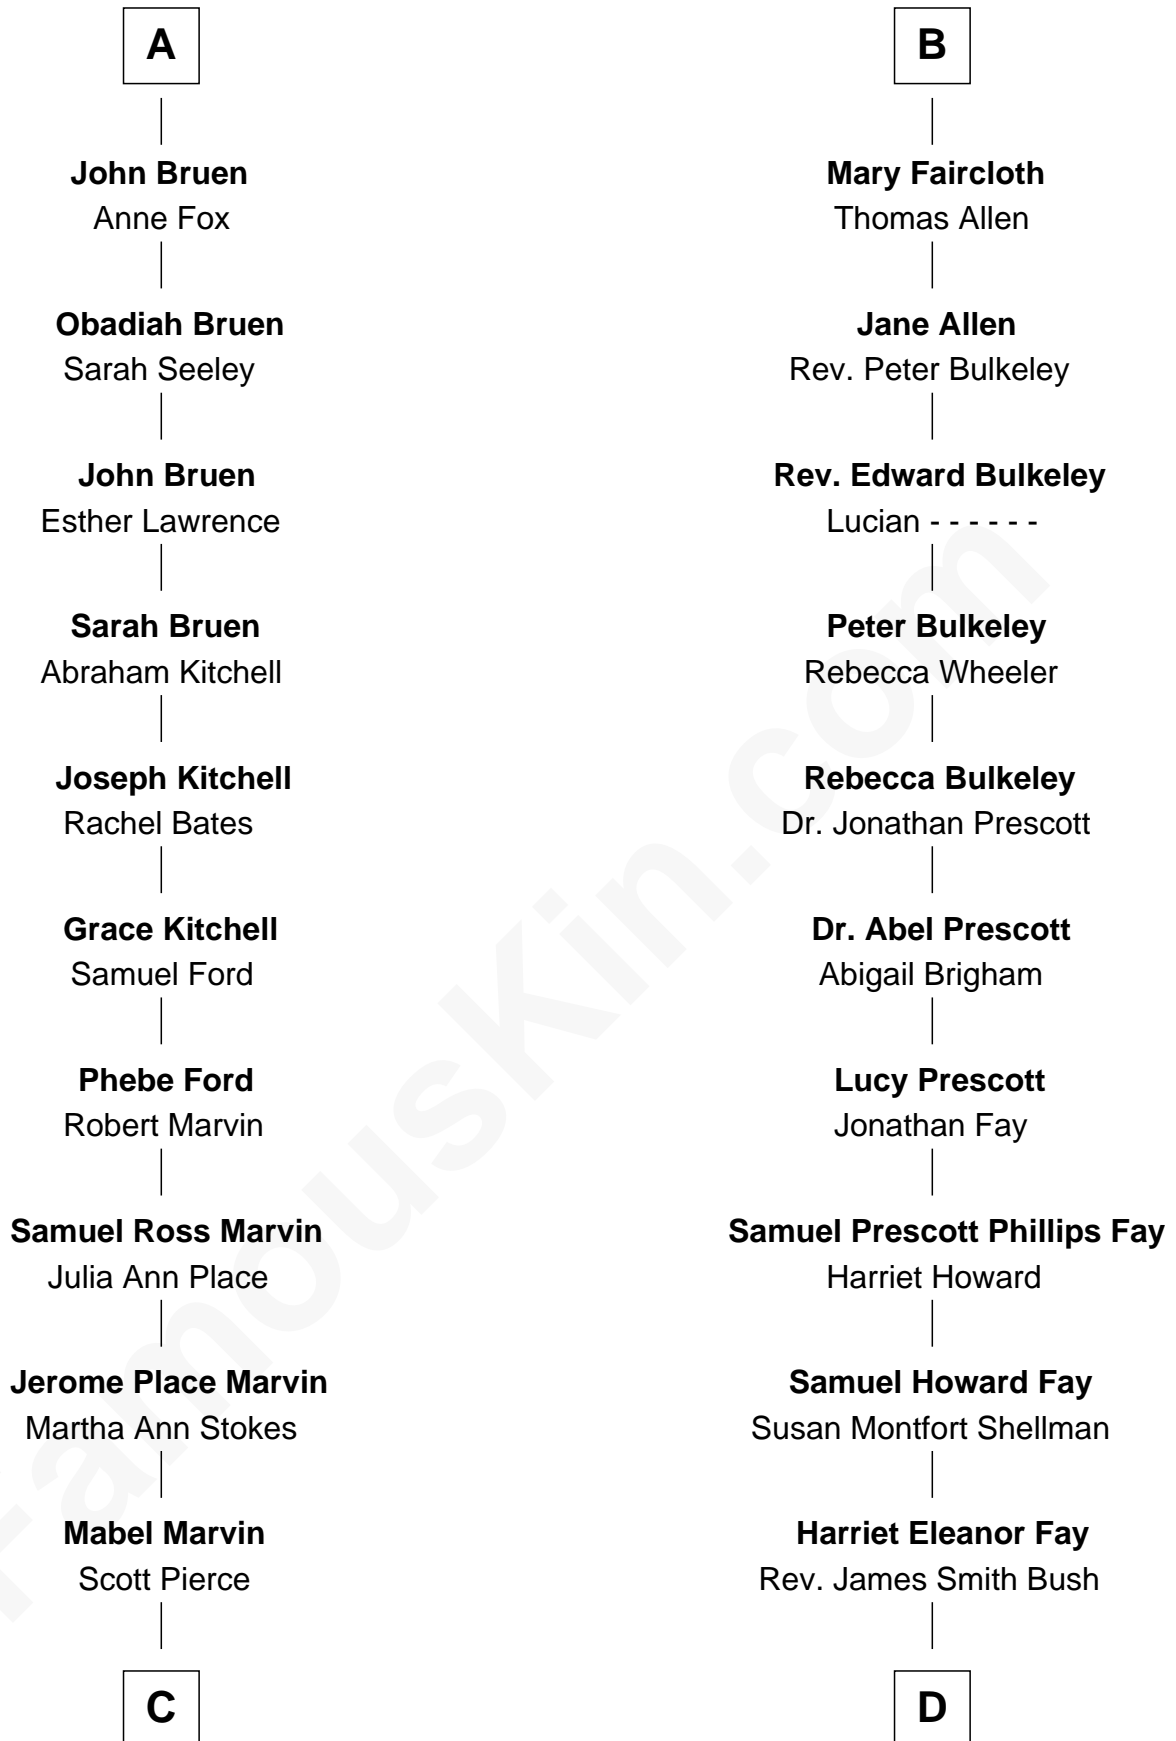 A
John Bruen
Anne Fox
Obadiah Bruen
Sarah Seeley
John Bruen
Esther Lawrence
Sarah Bruen
Abraham Kitchell
Joseph Kitchell
Rachel Bates
Grace Kitchell
Samuel Ford
Phebe Ford
Robert Marvin
Samuel Ross Marvin
Julia Ann Place
Jerome Place Marvin
Martha Ann Stokes
Mabel Marvin
Scott Pierce
C
B
Mary Faircloth
Thomas Allen
Jane Allen
Rev. Peter Bulkeley
Rev. Edward Bulkeley
Lucian - - - - - -
Peter Bulkeley
Rebecca Wheeler
Rebecca Bulkeley
Dr. Jonathan Prescott
Dr. Abel Prescott
Abigail Brigham
Lucy Prescott
Jonathan Fay
Samuel Prescott Phillips Fay
Harriet Howard
Samuel Howard Fay
Susan Montfort Shellman
Harriet Eleanor Fay
Rev. James Smith Bush
D
FamousKin.com